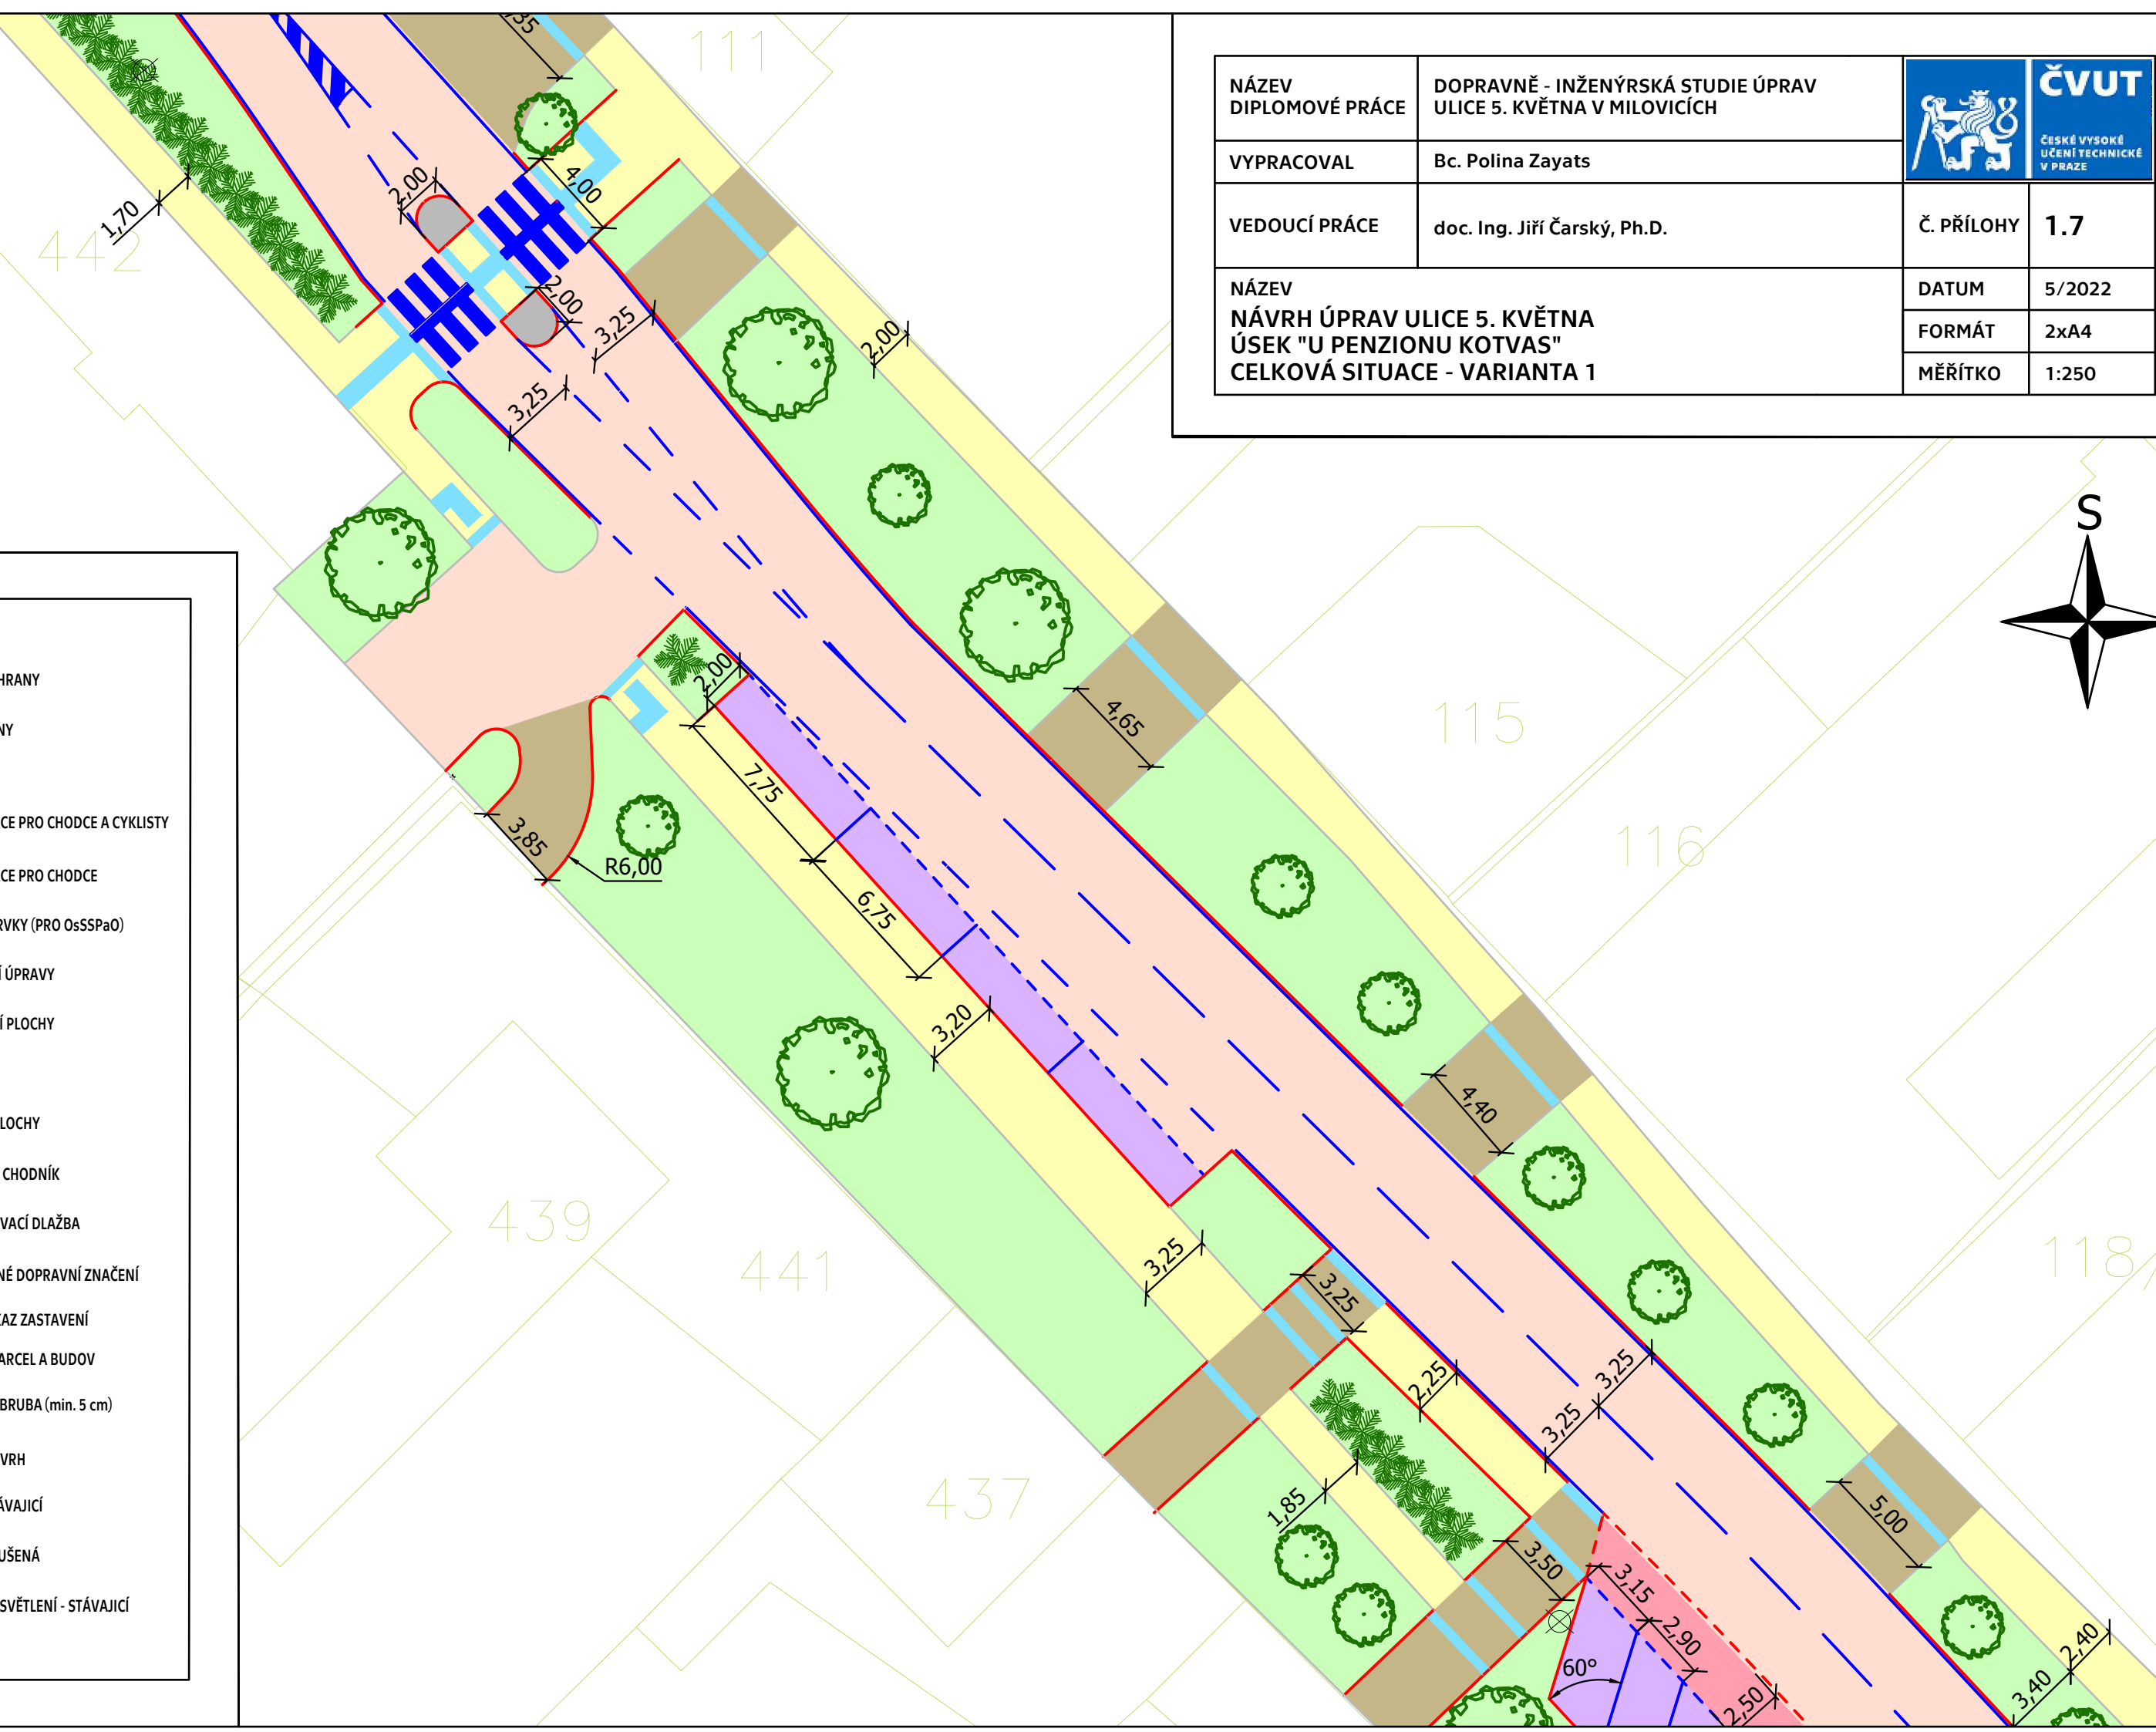 NÁZEV
DIPLOMOVÉ PRÁCE
DOPRAVNĚ - INŽENÝRSKÁ STUDIE ÚPRAV
ULICE 5. KVĚTNA V MILOVICÍCH
VYPRACOVAL
Bc. Polina Zayats
VEDOUCÍ PRÁCE
doc. Ing. Jiří Čarský, Ph.D.
ČVUT
ČESKÉ VYSOKÉ
UČENÍ TECHNICKÉ
V PRAZE
Č. PŘÍLOHY
1.7
NÁZEV
NÁVRH ÚPRAV ULICE 5. KVĚTNA
ÚSEK "U PENZIONU KOTVAS"
CELKOVÁ SITUACE - VARIANTA 1
DATUM
5/2022
FORMÁT
2xA4
MĚŘÍTKO
1:250
S
HRANY
NY
CE PRO CHODCE A CYKLISTY
CE PRO CHODCE
RVKY (PRO OsSSPaO)
Í ÚPRAVY
Í PLOCHY
LOCHY
CHODNÍK
VACÍ DLAŽBA
NÉ DOPRAVNÍ ZNAČENÍ
AZ ZASTAVENÍ
ARCEL A BUDOV
BRUBA (min. 5 cm)
VRH
ÁVAJICÍ
UŠENÁ
SVĚTLENÍ - STÁVAJICÍ
111
442
115
116
118/
439
441
437
,35
1,70
2,00
4,00
2,00
3,25
3,25
2,00
2,00
4,65
7,75
3,85
R6,00
6,75
3,20
4,40
3,25
3,25
2,25
3,25
3,25
1,85
5,00
3,50
3,15
2,90
60°
2,50
3,40
2,40